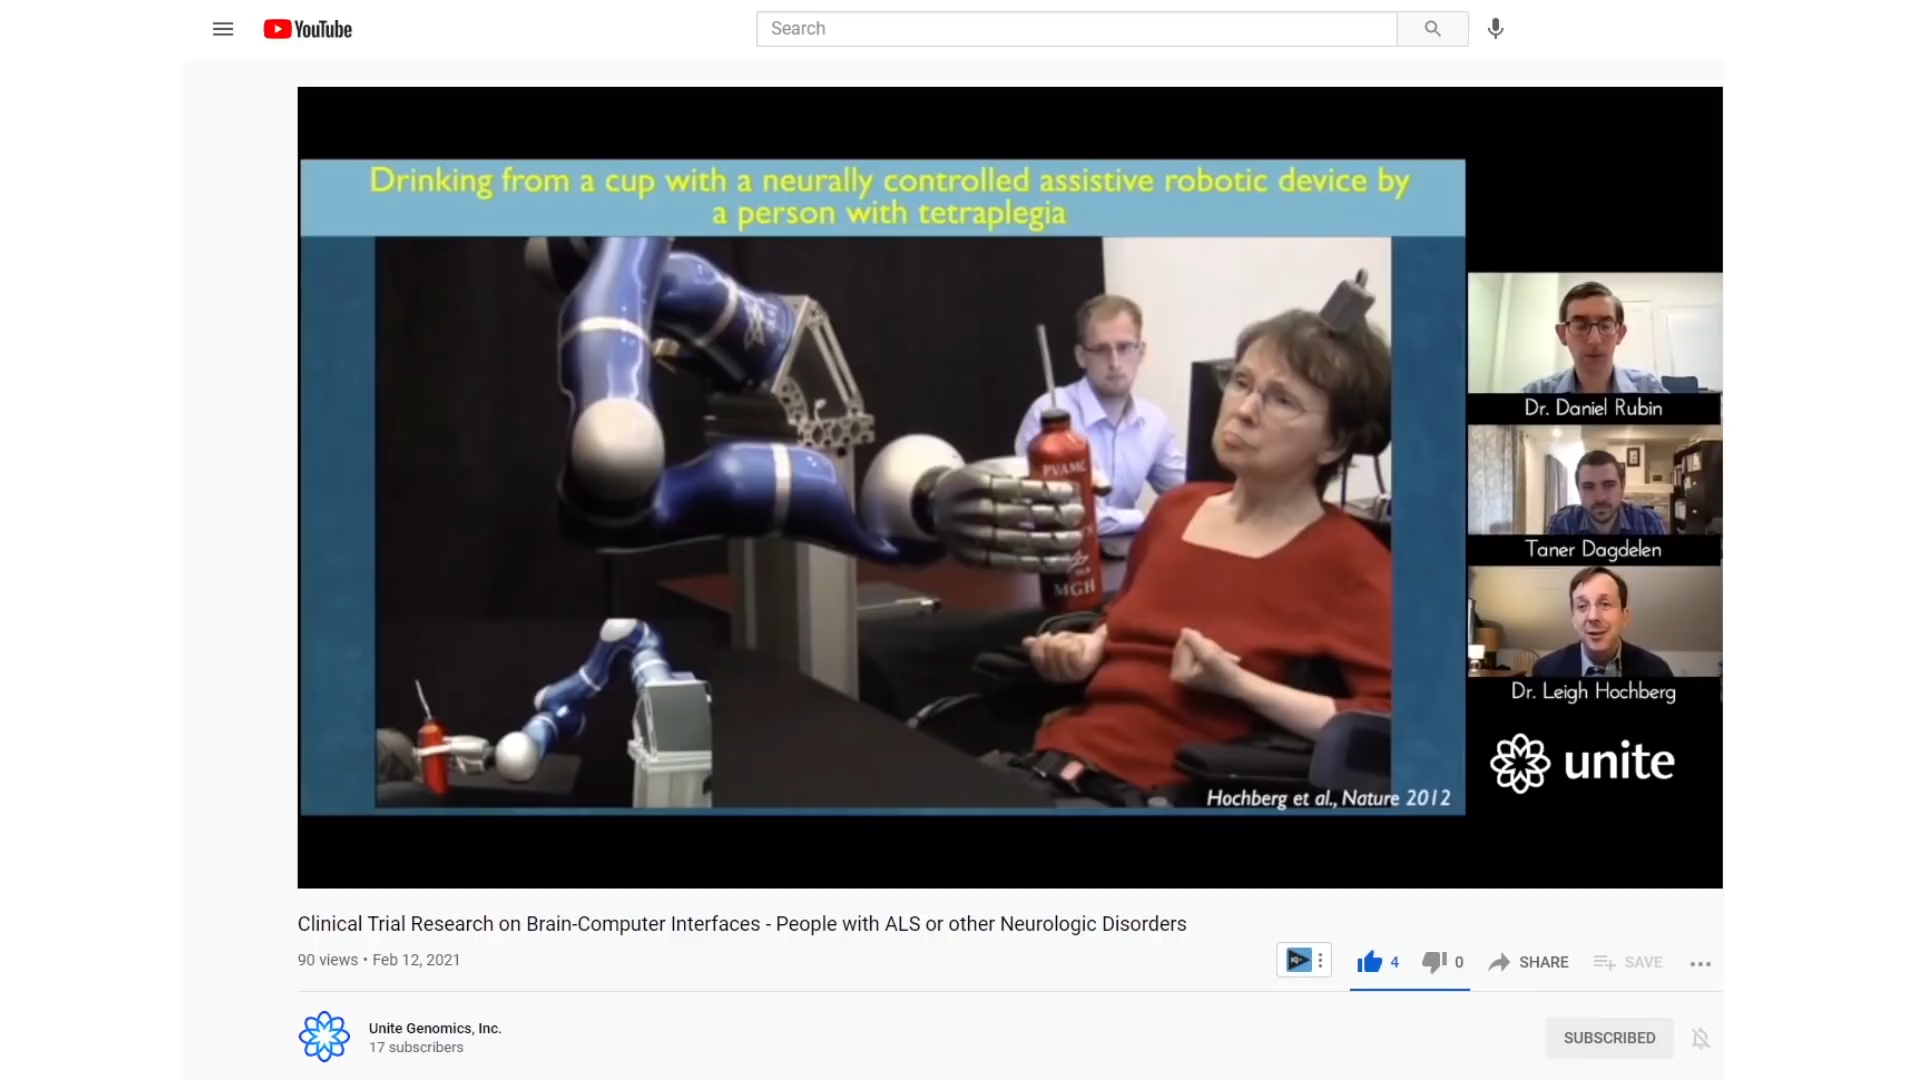 YouTube
Search
Drinking from a cup with a neurally controlled assistive robotic device by
a person with tetraplegia
PVAMC
MGH
Hochberg et al., Nature 2012
Dr. Daniel Rubin
Taner Dagdelen
Dr. Leigh Hochberg
unite
Clinical Trial Research on Brain-Computer Interfaces - People with ALS or other Neurologic Disorders
90 views • Feb 12, 2021
4
0
SHARE
SAVE
Unite Genomics, Inc.
17 subscribers
SUBSCRIBED